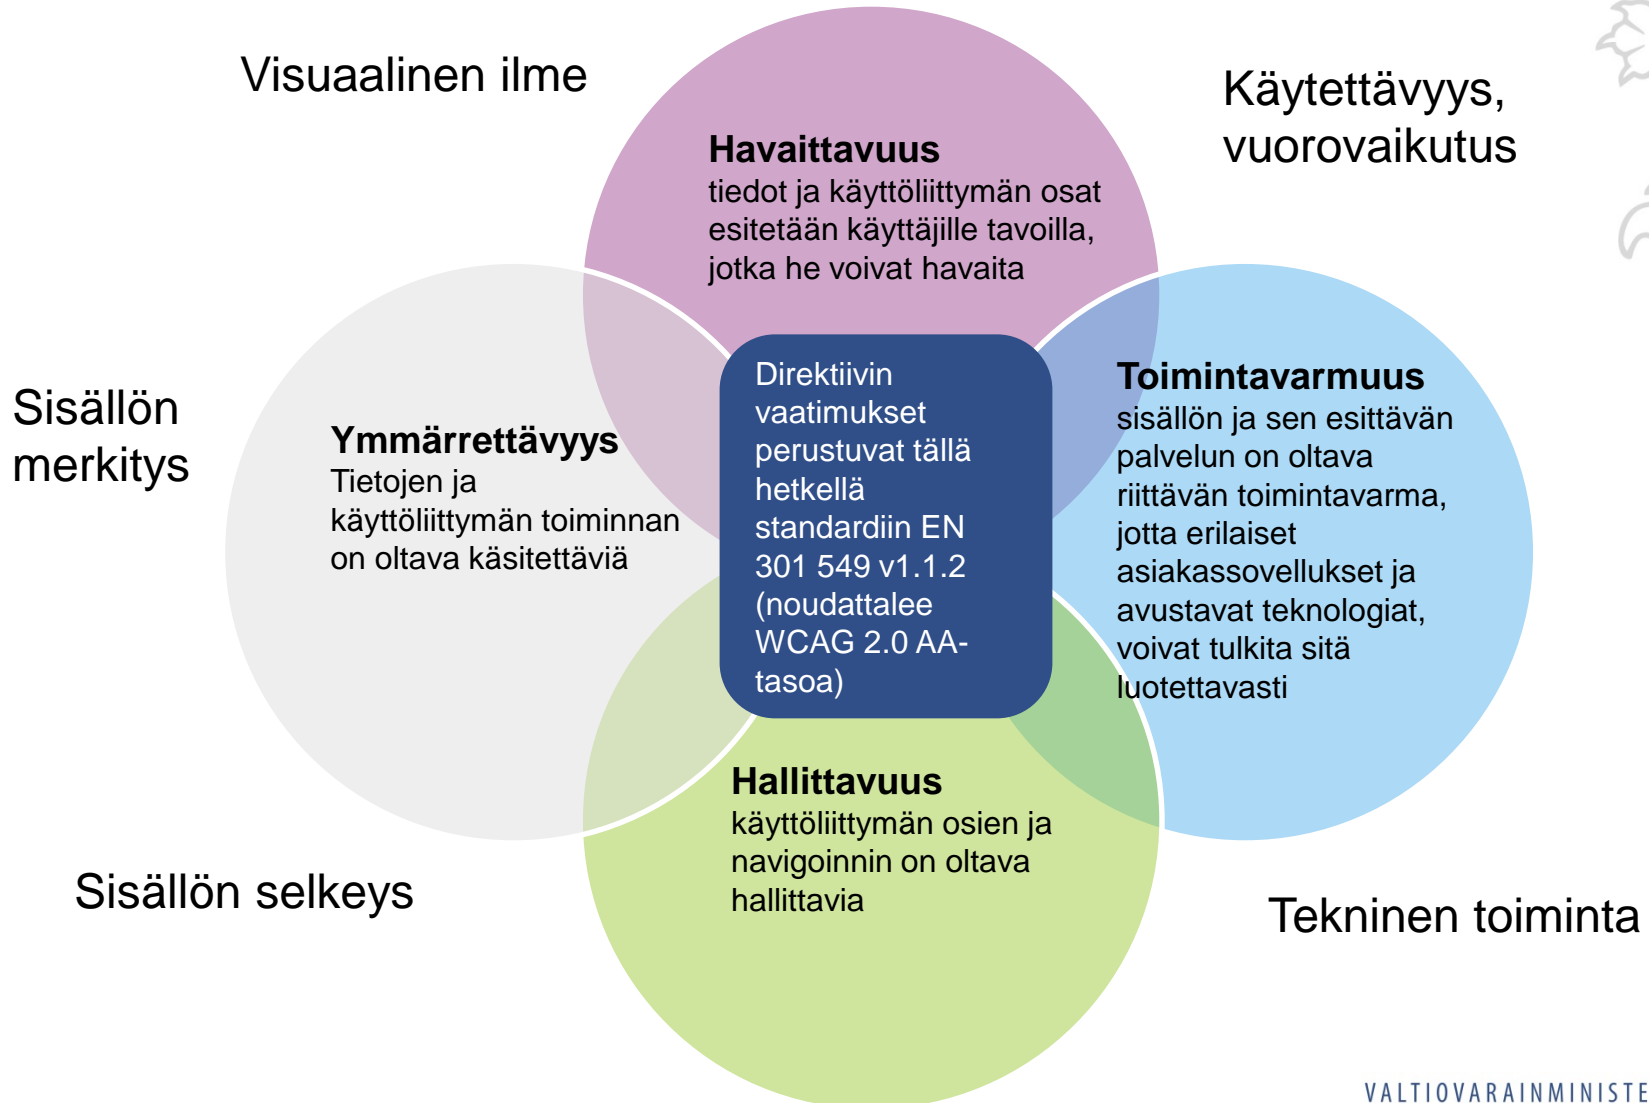 Visuaalinen ilme
Käytettävyys,
vuorovaikutus
Havaittavuus
tiedot ja käyttöliittymän osat
esitetään käyttäjille tavoilla,
jotka he voivat havaita
Sisällön
merkitys
Ymmärrettävyys
Tietojen ja
käyttöliittymän toiminnan
on oltava käsitettäviä
Direktiivin
vaatimukset
perustuvat tällä
hetkellä
standardiin EN
301 549 v1.1.2
(noudattalee
WCAG 2.0 AA-
tasoa)
Toimintavarmuus
sisällön ja sen esittävän
palvelun on oltava
riittävän toimintavarma,
jotta erilaiset
asiakassovellukset ja
avustavat teknologiat,
voivat tulkita sitä
luotettavasti
Hallittavuus
käyttöliittymän osien ja
navigoinnin on oltava
hallittavia
Sisällön selkeys
Tekninen toiminta
VALTIOVARAINMINISTE